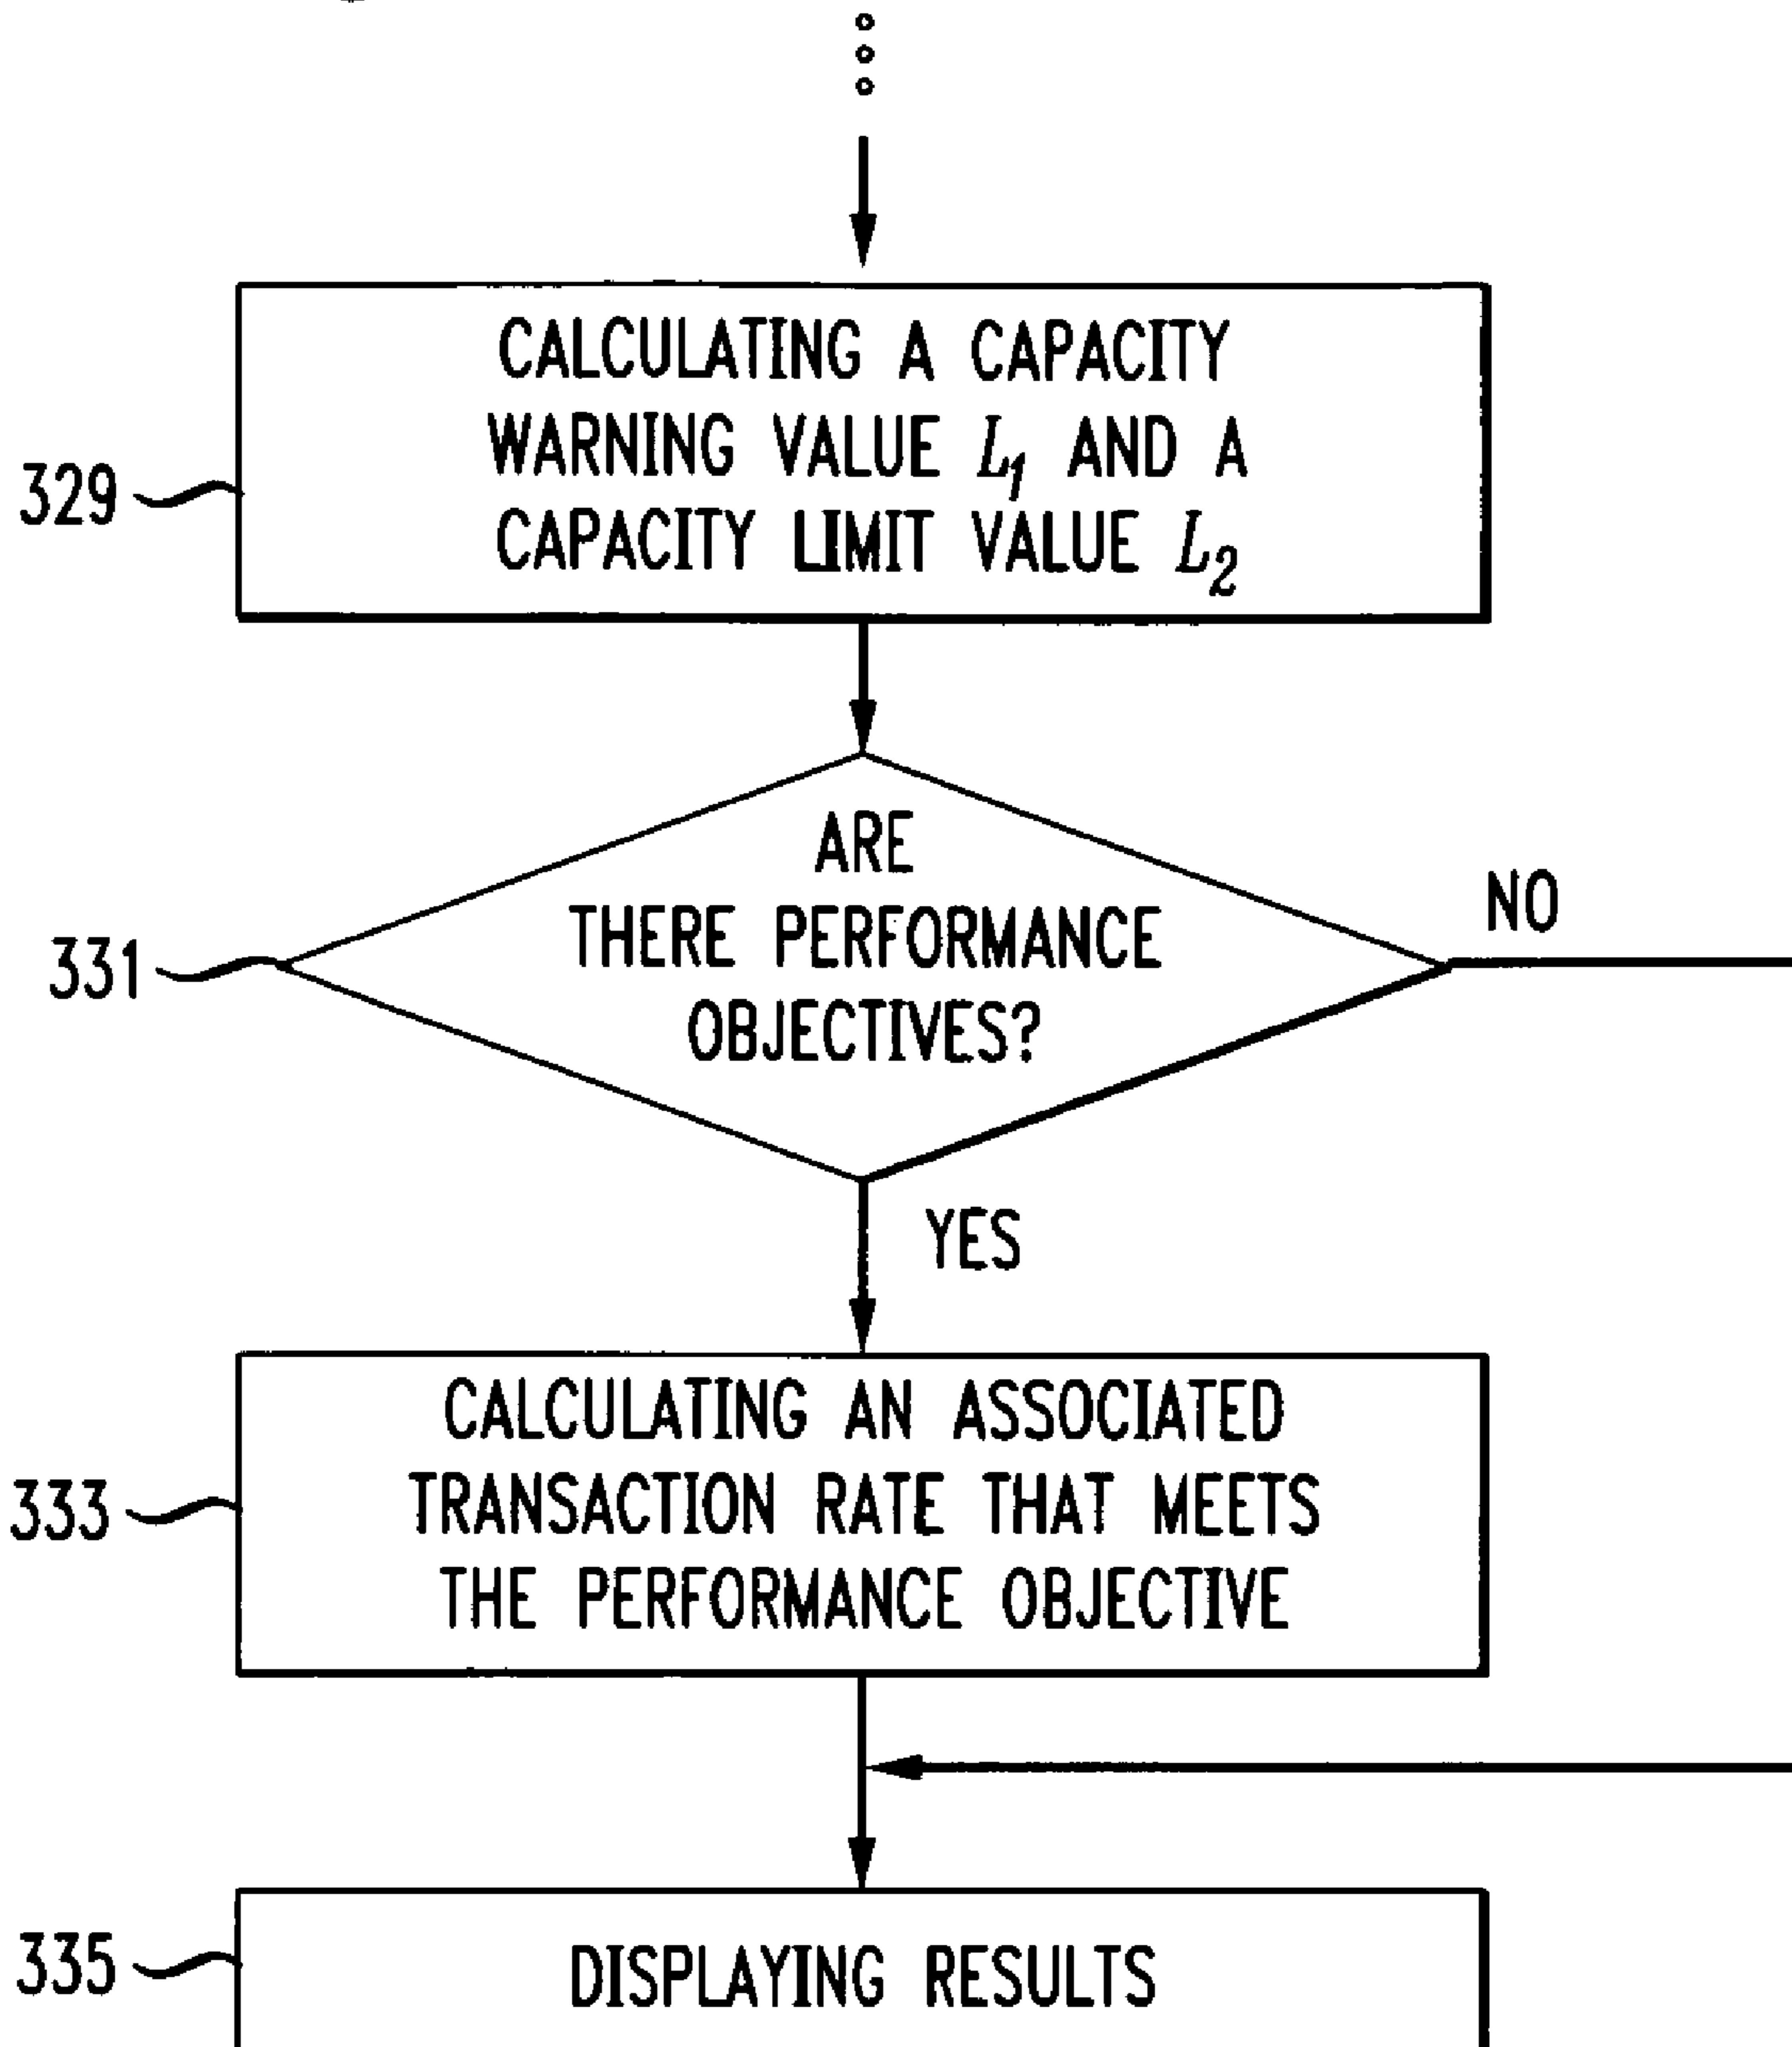 CALCULATING A CAPACITY
WARNING VALUE L1 AND A
CAPACITY LIMIT VALUE L2
329
ARE
THERE PERFORMANCE
OBJECTIVES?
NO
331
YES
CALCULATING AN ASSOCIATED
TRANSACTION RATE THAT MEETS
THE PERFORMANCE OBJECTIVE
333
335
DISPLAYING RESULTS